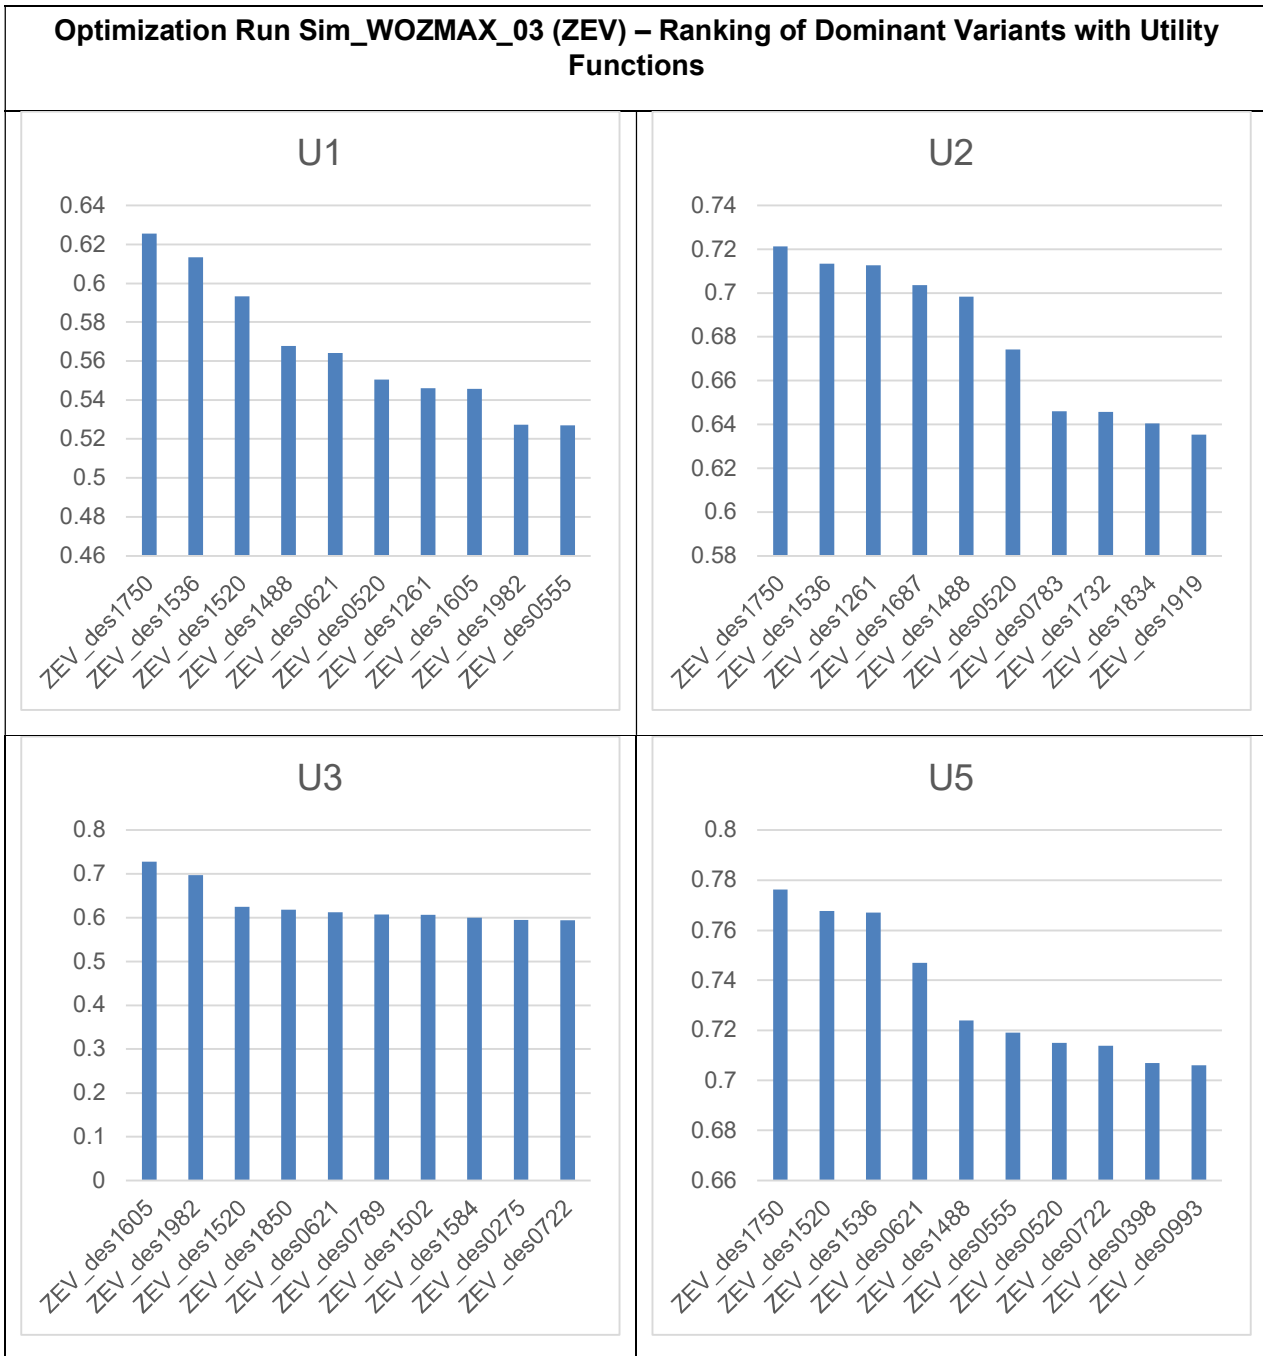 Optimization Run Sim_WOZMAX_03 (ZEV) – Ranking of Dominant Variants with Utility
Functions
U1
0.64
0.62
0.6
0.58
0.56
0.54
0.52
0.5
0.48
0.46
ZEV_des1750
ZEV_des1536
ZEV_des1520
ZEV_des1488
ZEV_des0621
ZEV_des0520
ZEV_des1261
ZEV_des1605
ZEV_des1982
ZEV_des0555
U2
0.74
0.72
0.7
0.68
0.66
0.64
0.62
0.6
0.58
ZEV_des1750
ZEV_des1536
ZEV_des1261
ZEV_des1687
ZEV_des1488
ZEV_des0520
ZEV_des0783
ZEV_des1732
ZEV_des1834
ZEV_des1919
U3
0.8
0.7
0.6
0.5
0.4
0.3
0.2
0.1
0
ZEV_des1605
ZEV_des1982
ZEV_des1520
ZEV_des1850
ZEV_des0621
ZEV_des0789
ZEV_des1502
ZEV_des1584
ZEV_des0275
ZEV_des0722
U5
0.8
0.78
0.76
0.74
0.72
0.7
0.68
0.66
ZEV_des1750
ZEV_des1520
ZEV_des1536
ZEV_des0621
ZEV_des1488
ZEV_des0555
ZEV_des0520
ZEV_des0722
ZEV_des0398
ZEV_des0993